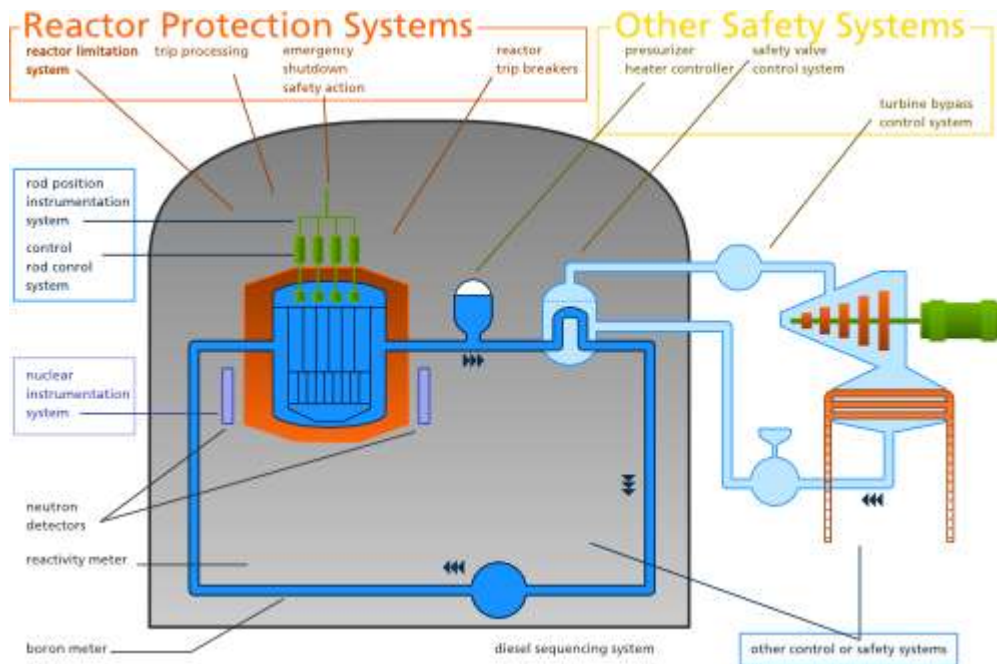 Reactor Protection Systems
Other Safety Systems
reactor limitation
system
trip processing
emergency
shutdown
safety action
reactor
trip breakers
pressurizer
heater controller
safety valve
control system
turbine bypass
control system
rod position
instrumentation
system
control
rod conrol
system
nuclear
instrumentation
system
neutron
detectors
reactivity meter
boron meter
diesel sequencing system
other control or safety systems